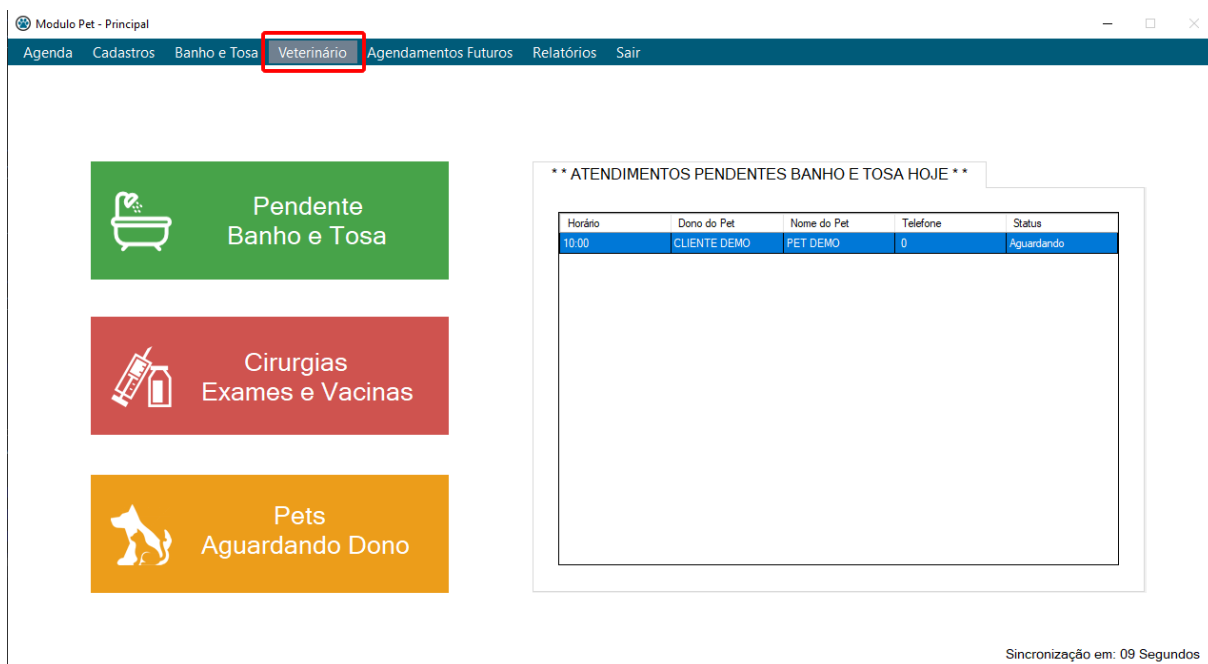 Modulo Pet - Principal
Agenda Cadastros Banho e Tosa Veterinário Agendamentos Futuros Relatórios Sair
Pendente
Banho e Tosa
Cirurgias
Exames e Vacinas
Pets
Aguardando Dono
* * ATENDIMENTOS PENDENTES BANHO E TOSA HOJE * *
Horário Dono do Pet Nome do Pet Telefone Status
10:00 CLIENTE DEMO PET DEMO 0 Aguardando
Sincronização em: 09 Segundos